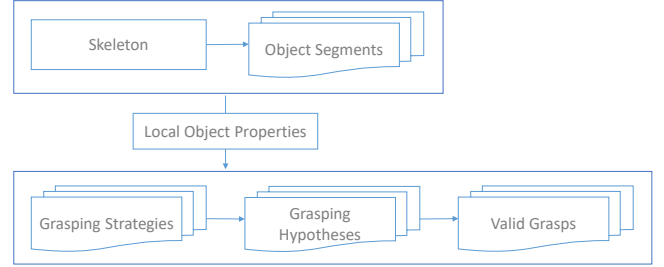 Skeleton
Object Segments
Local Object Properties
Grasping Strategies
Grasping
Hypotheses
Valid Grasps